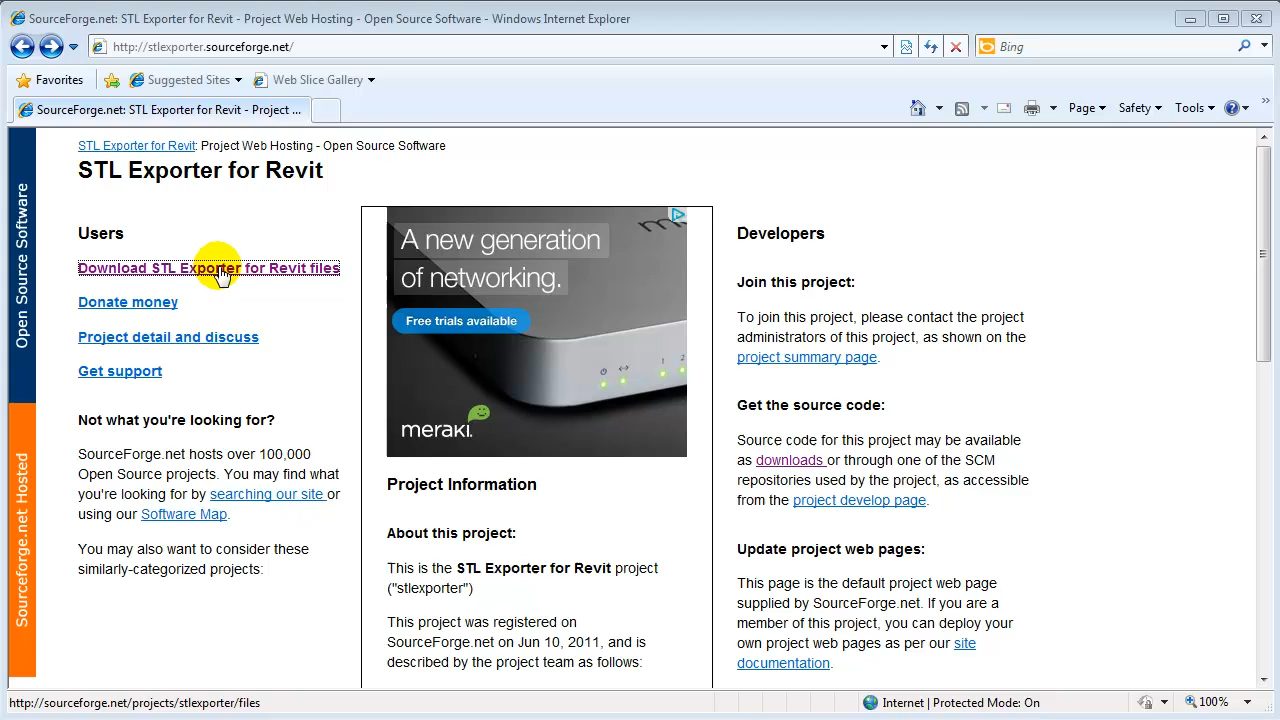 SourceForge.net: STL Exporter for Revit - Project Web Hosting - Open Source Software - Windows Internet Explorer
http://stlexporter.sourceforge.net/
Bing
Favorites
Suggested Sites
Web Slice Gallery
SourceForge.net: STL Exporter for Revit - Project ...
Page
Safety
Tools
Open Source Software
Sourceforge.net Hosted
STL Exporter for Revit: Project Web Hosting - Open Source Software
STL Exporter for Revit
Users
Download STL Exporter for Revit files
Donate money
Project detail and discuss
Get support
Not what you're looking for?
SourceForge.net hosts over 100,000
Open Source projects. You may find what
you're looking for by searching our site or
using our Software Map.
You may also want to consider these
similarly-categorized projects:
A new generation
of networking.
Free trials available
1
2
meraki.
Project Information
About this project:
This is the STL Exporter for Revit project
("stlexporter")
This project was registered on
SourceForge.net on Jun 10, 2011, and is
described by the project team as follows:
Developers
Join this project:
To join this project, please contact the project
administrators of this project, as shown on the
project summary page.
Get the source code:
Source code for this project may be available
as downloads or through one of the SCM
repositories used by the project, as accessible
from the project develop page.
Update project web pages:
This page is the default project web page
supplied by SourceForge.net. If you are a
member of this project, you can deploy your
own project web pages as per our site
documentation.
http://sourceforge.net/projects/stlexporter/files
Internet | Protected Mode: On
100%